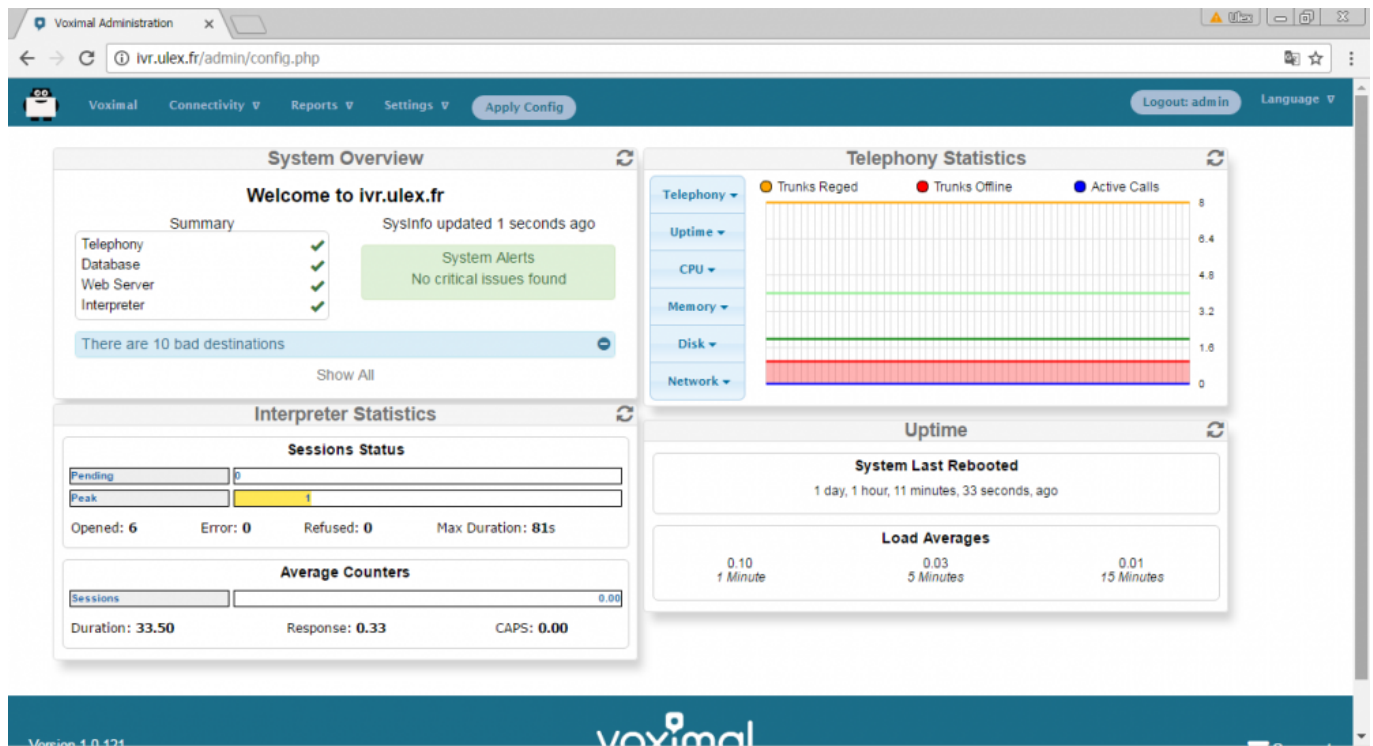 Voximal Administration
Ulex
ivr.ulex.fr/admin/config.php
Voximal Connectivity Reports Settings Apply Config Logout: admin Language
System Overview
Welcome to ivr.ulex.fr
Summary
Telephony
Database
Web Server
Interpreter
SysInfo updated 1 seconds ago
System Alerts
No critical issues found
There are 10 bad destinations
Show All
Telephony Statistics
Telephony
Uptime
CPU
Memory
Disk
Network
Trunks Reged Trunks Offline Active Calls
8
6.4
4.8
3.2
1.6
0
Interpreter Statistics
Sessions Status
Pending 0
Peak 1
Opened: 6 Error: 0 Refused: 0 Max Duration: 81s
Average Counters
Sessions 0.00
Duration: 33.50 Response: 0.33 CAPS: 0.00
Uptime
System Last Rebooted
1 day, 1 hour, 11 minutes, 33 seconds, ago
Load Averages
0.10 0.03 0.01
1 Minute 5 Minutes 15 Minutes
Version 1.0.121
voximal